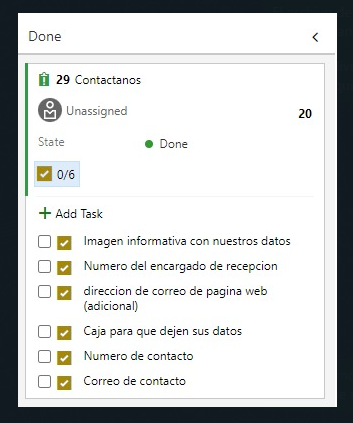 Done
29 Contactanos
Unassigned
20
State
Done
0/6
Add Task
Imagen informativa con nuestros datos
Numero del encargado de recepcion
direccion de correo de pagina web
(adicional)
Caja para que dejen sus datos
Numero de contacto
Correo de contacto